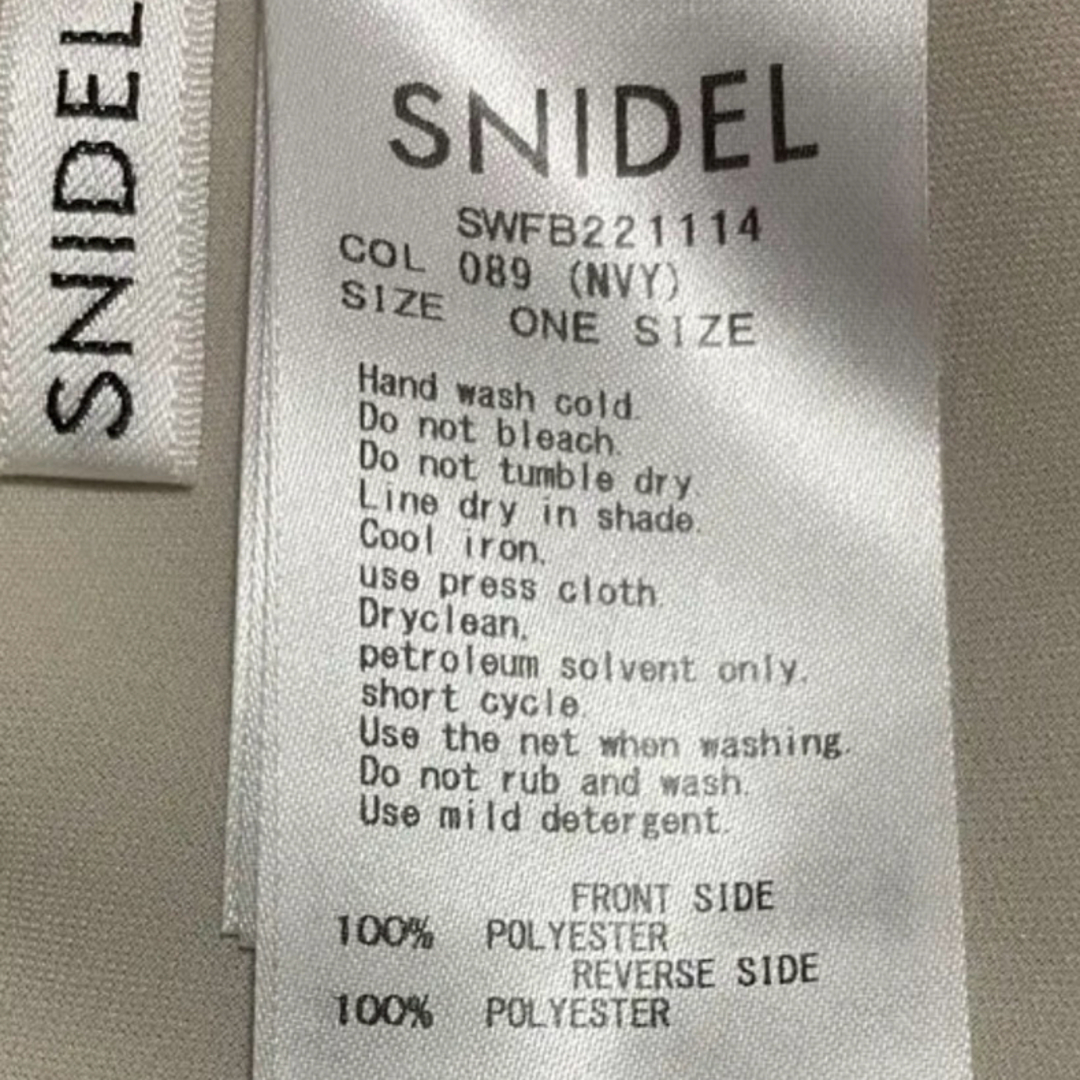 SNIDEL
SNIDEL
SWFB221114
COL 089 (NVY)
SIZE ONE SIZE
Hand wash cold.
Do not bleach.
Do not tumble dry.
Line dry in shade.
Cool iron.
use press cloth.
Dryclean.
petroleum solvent only.
short cycle.
Use the net when washing.
Do not rub and wash.
Use mild detergent.
FRONT SIDE
100% POLYESTER
REVERSE SIDE
100% POLYESTER